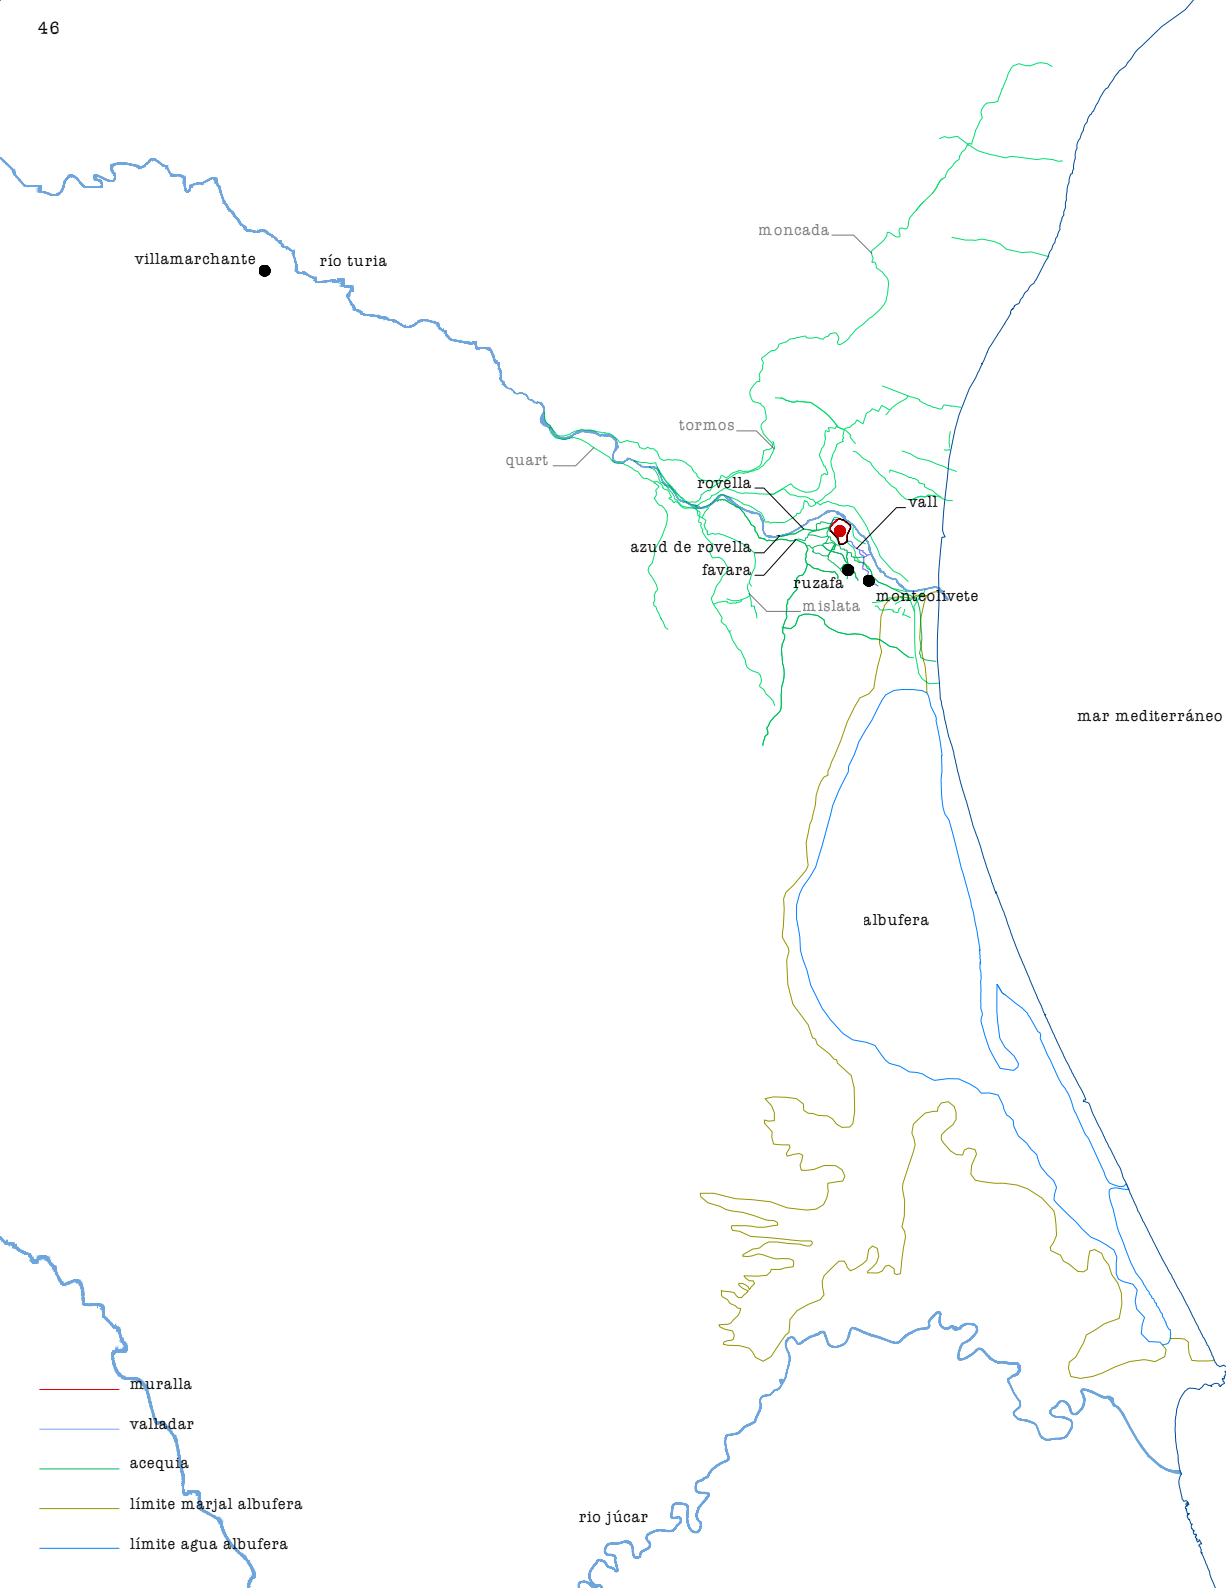 46
moncada
villamarchante
río turia
tormos
quart
rovella
vall
azud de rovella
favara
ruzafa
monteolivete
mislata
mar mediterráneo
albufera
muralla
valladar
acequia
límite marjal albufera
rio júcar
límite agua albufera